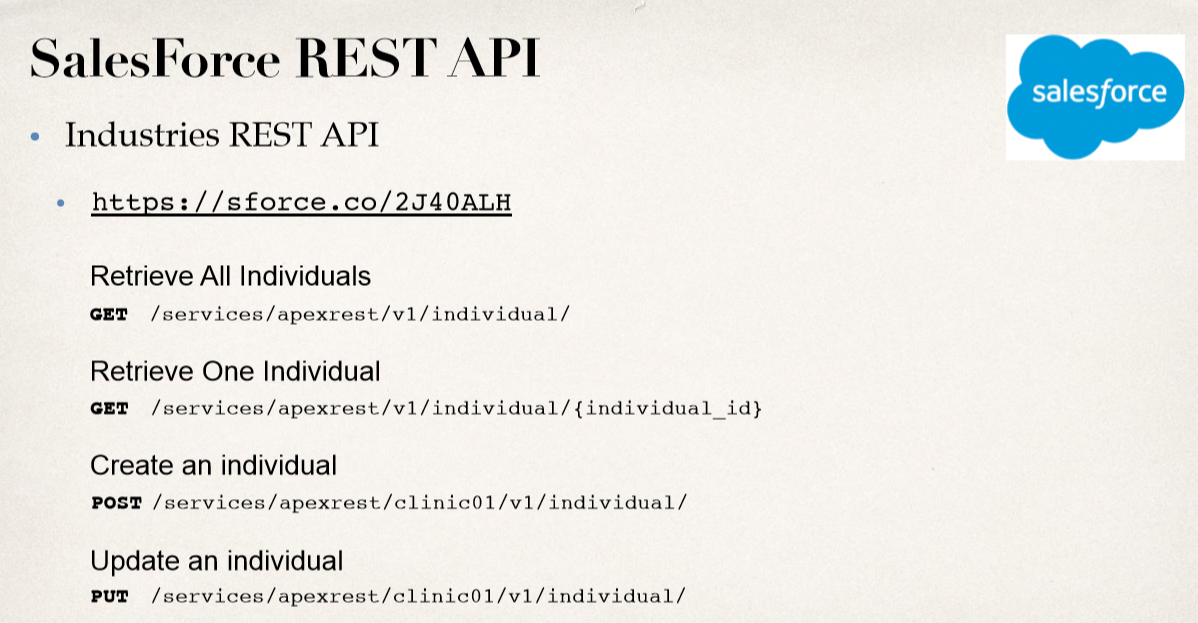 SalesForce REST API
salesforce
• Industries REST API
• https://sforce.co/2J40ALH
Retrieve All Individuals
GET /services/apexrest/v1/individual/
Retrieve One Individual
GET /services/apexrest/v1/individual/{individual_id}
Create an individual
POST /services/apexrest/clinic01/v1/individual/
Update an individual
PUT /services/apexrest/clinic01/v1/individual/